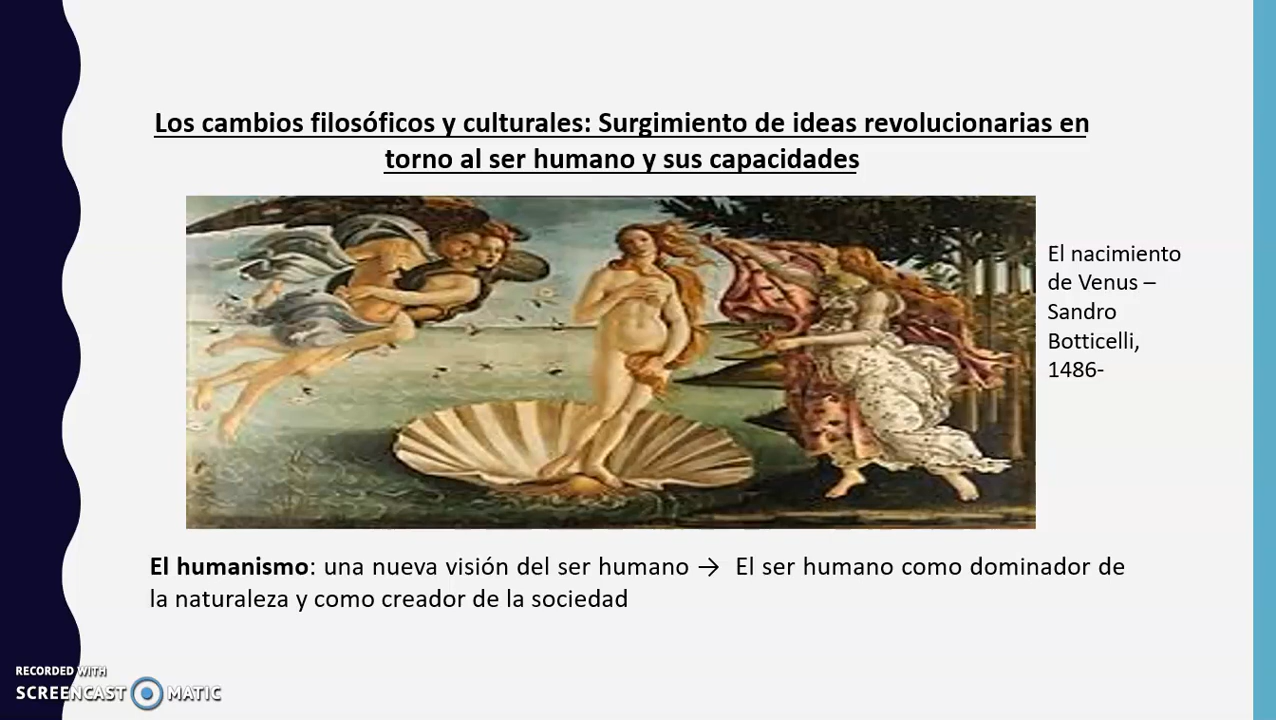 Los cambios filosóficos y culturales: Surgimiento de ideas revolucionarias en
torno al ser humano y sus capacidades
El nacimiento
de Venus –
Sandro
Botticelli,
1486-
El humanismo: una nueva visión del ser humano → El ser humano como dominador de
la naturaleza y como creador de la sociedad
RECORDED WITH
SCREENCAST MATIC